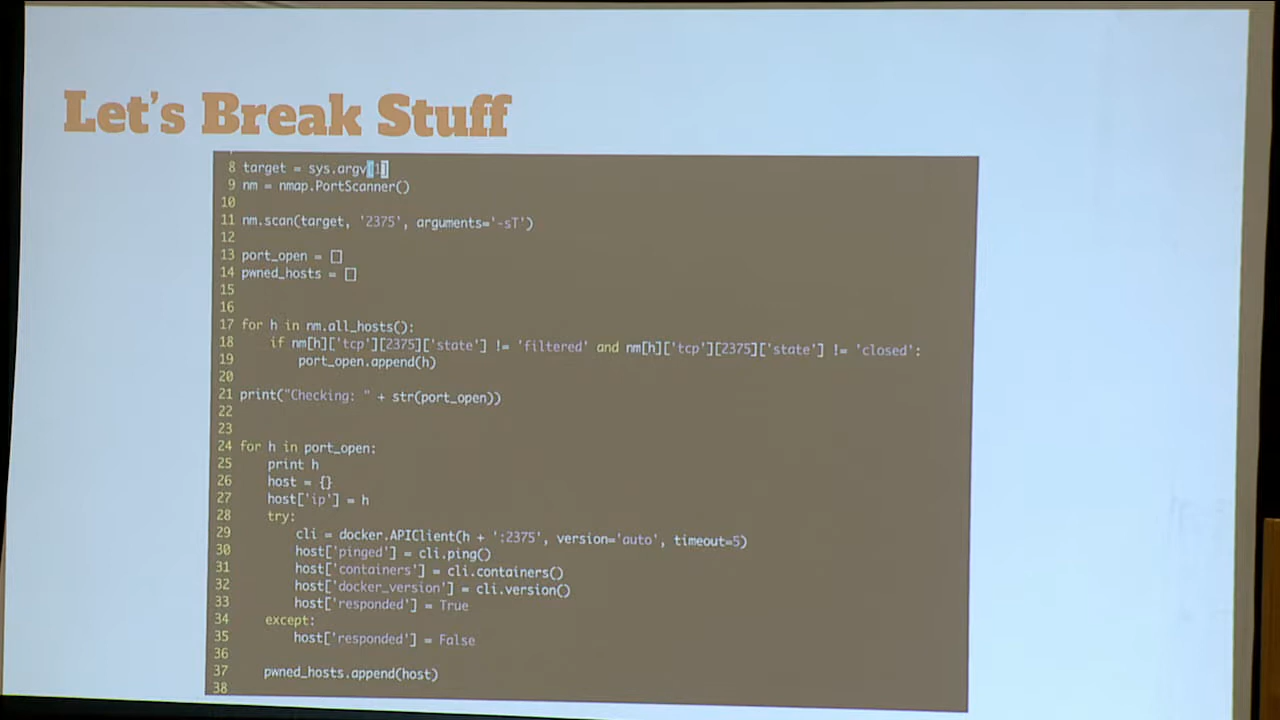 Let's Break Stuff
8 target = sys.argv[1]
9 nm = nmap.PortScanner()
10
11 nm.scan(target, '2375', arguments='-sT')
12
13 port_open = []
14 pwned_hosts = []
15
16
17 for h in nm.all_hosts():
18     if nm[h]['tcp'][2375]['state'] != 'filtered' and nm[h]['tcp'][2375]['state'] != 'closed':
19         port_open.append(h)
20
21 print("Checking: " + str(port_open))
22
23
24 for h in port_open:
25     print h
26     host = {}
27     host['ip'] = h
28     try:
29         cli = docker.APIClient(h + ':2375', version='auto', timeout=5)
30         host['pinged'] = cli.ping()
31         host['containers'] = cli.containers()
32         host['docker_version'] = cli.version()
33         host['responded'] = True
34     except:
35         host['responded'] = False
36
37     pwned_hosts.append(host)
38